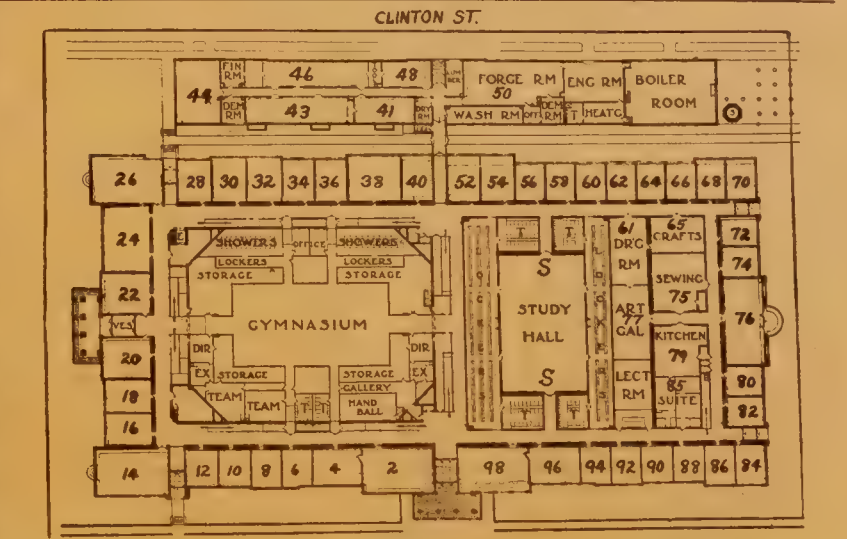 CLINTON ST.
44
FIN RM
46
48
FORGE RM
50
ENG RM
BOILER ROOM
DEM RM
43
41
WASH RM
OFF
DEM RM
T
HEATG
26
28
30
32
34
36
38
40
52
54
56
58
60
62
64
66
68
70
24
22
VES
20
18
16
SHOWERS
OFFICE
SHOWERS
LOCKERS
LOCKERS
STORAGE
STORAGE
GYMNASIUM
DIR
DIR
EX
EX
STORAGE
STORAGE
GALLERY
TEAM
TEAM
T
T
HAND BALL
LOCKERS
T
T
S
STUDY HALL
S
T
T
LOCKERS
61
DR'G RM
ART
77
GAL
LECT RM
65
CRAFTS
SEWING
75
KITCHEN
79
85
SUITE
72
74
76
80
82
14
12
10
8
6
4
2
98
96
94
92
90
88
86
84